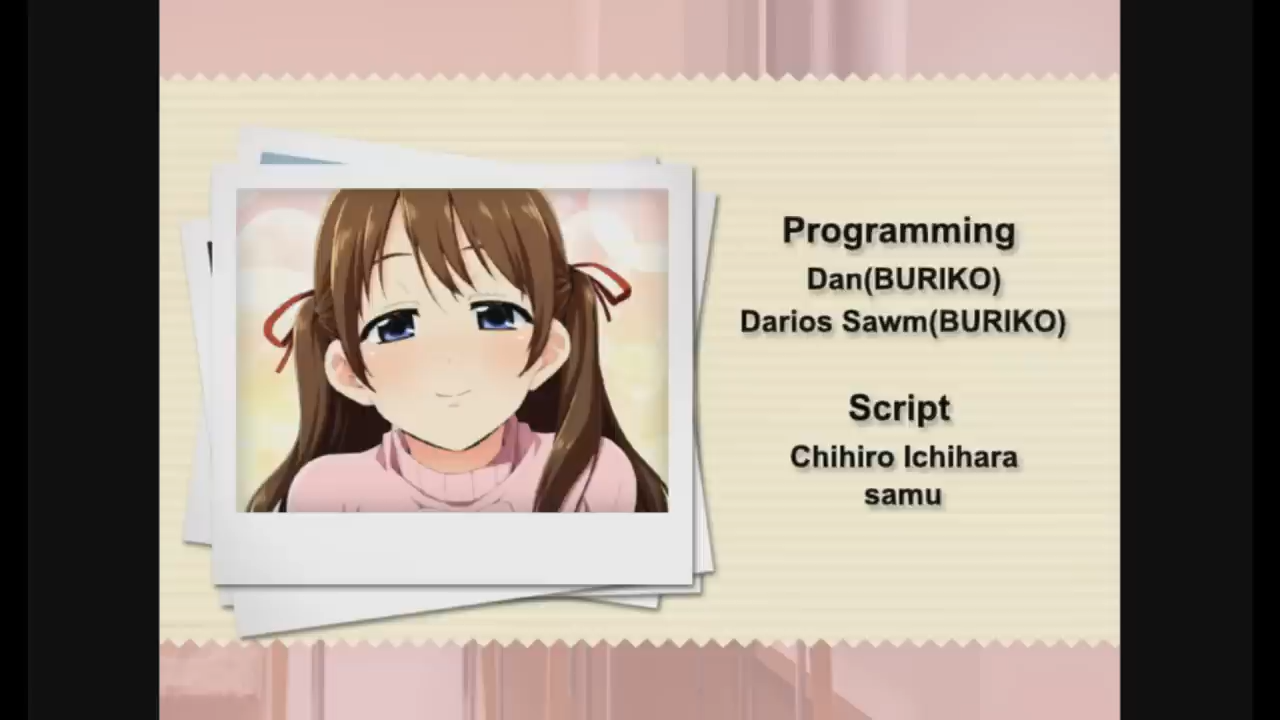 Programming
Dan(BURIKO)
Darios Sawm(BURIKO)
Script
Chihiro Ichihara
samu